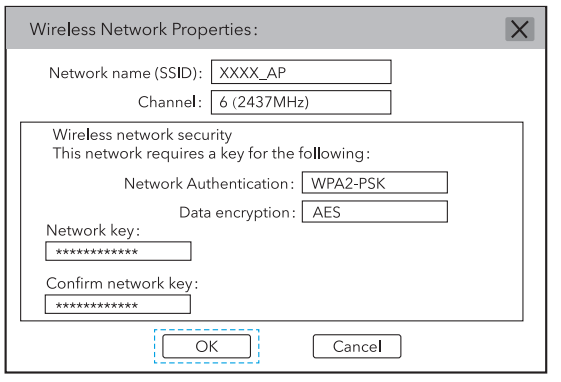 Wireless Network Properties:
Network name (SSID): XXXX_AP
Channel: 6 (2437MHz)
Wireless network security
This network requires a key for the following:
Network Authentication: WPA2-PSK
Data encryption: AES
Network key:
************
Confirm network key:
************
OK Cancel